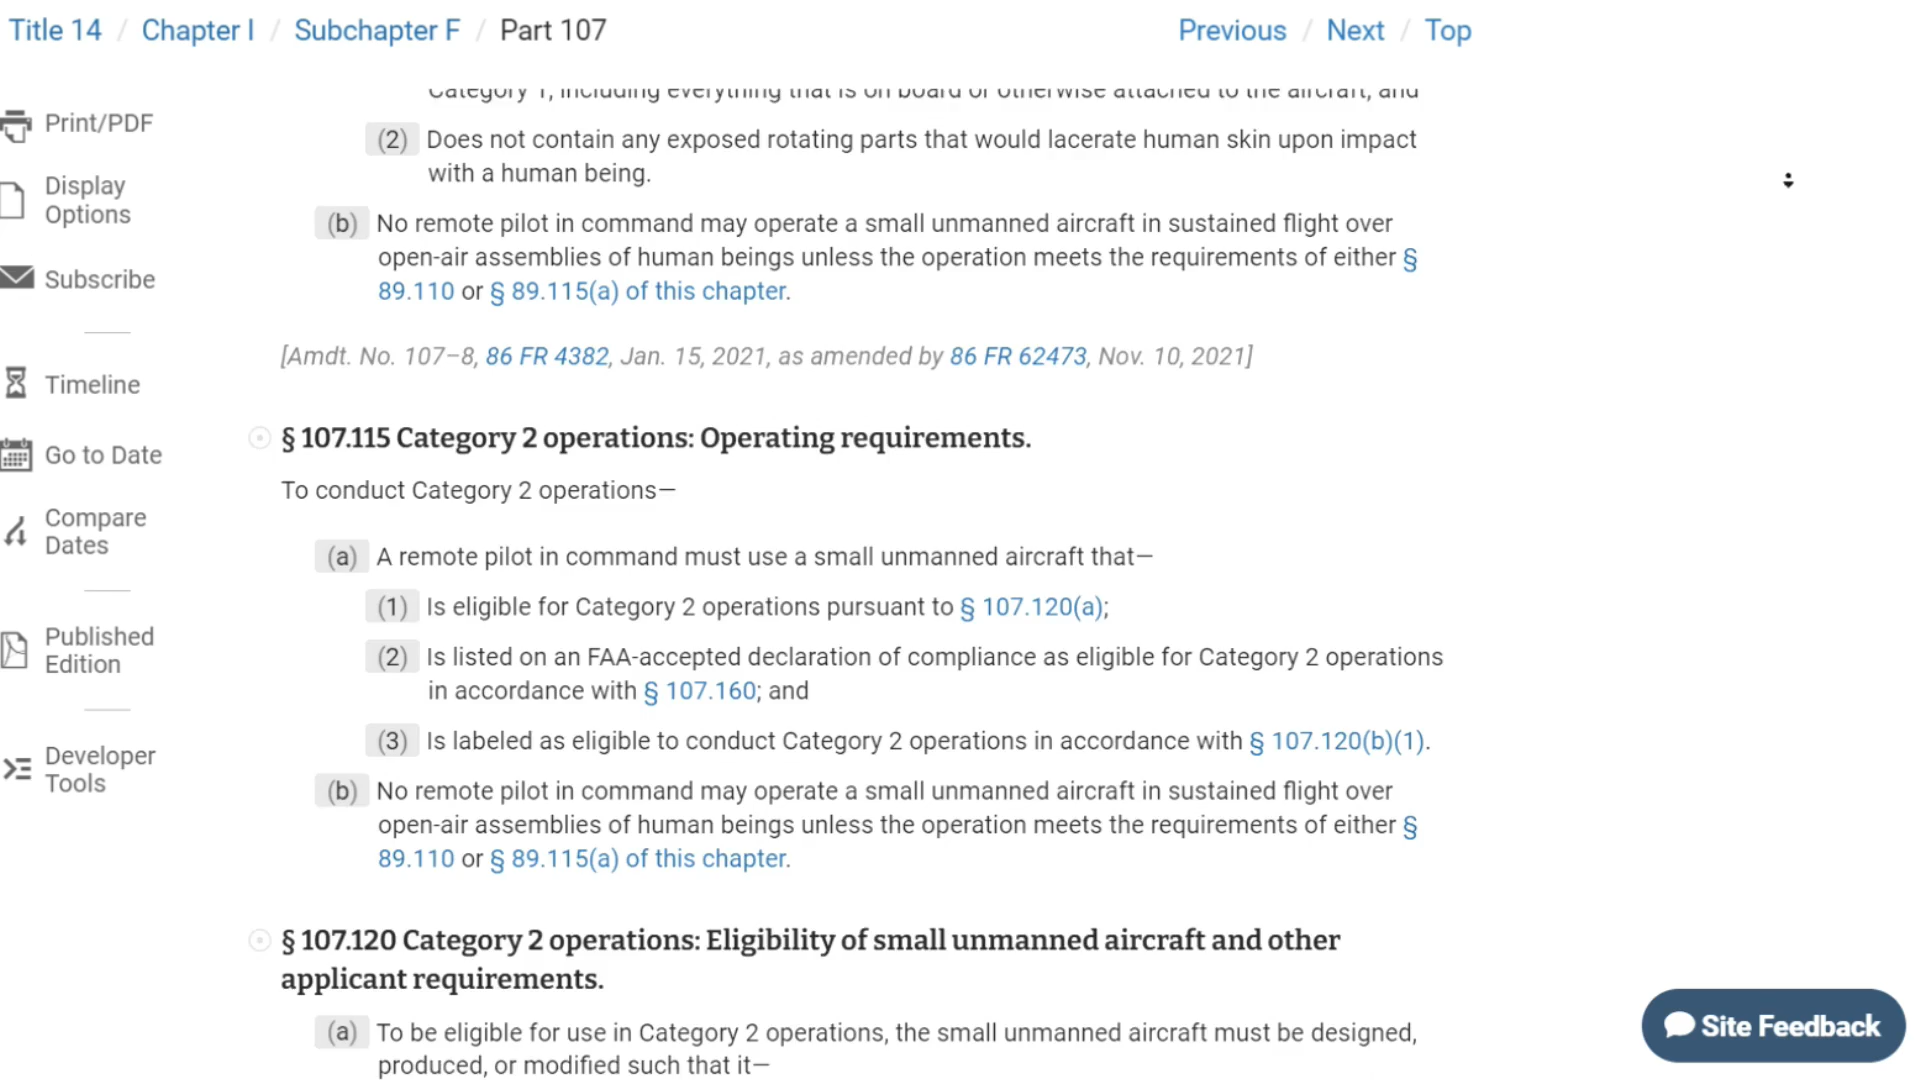 Title 14 / Chapter I / Subchapter F / Part 107
Previous / Next / Top
Print/PDF
Display
Options
Subscribe
Timeline
Go to Date
Compare
Dates
Published
Edition
Developer
Tools
Category 1, including everything that is on board or otherwise attached to the aircraft; and
(2) Does not contain any exposed rotating parts that would lacerate human skin upon impact
with a human being.
(b) No remote pilot in command may operate a small unmanned aircraft in sustained flight over
open-air assemblies of human beings unless the operation meets the requirements of either §
89.110 or § 89.115(a) of this chapter.
[Amdt. No. 107–8, 86 FR 4382, Jan. 15, 2021, as amended by 86 FR 62473, Nov. 10, 2021]
§ 107.115 Category 2 operations: Operating requirements.
To conduct Category 2 operations—
(a) A remote pilot in command must use a small unmanned aircraft that—
(1) Is eligible for Category 2 operations pursuant to § 107.120(a);
(2) Is listed on an FAA-accepted declaration of compliance as eligible for Category 2 operations
in accordance with § 107.160; and
(3) Is labeled as eligible to conduct Category 2 operations in accordance with § 107.120(b)(1).
(b) No remote pilot in command may operate a small unmanned aircraft in sustained flight over
open-air assemblies of human beings unless the operation meets the requirements of either §
89.110 or § 89.115(a) of this chapter.
§ 107.120 Category 2 operations: Eligibility of small unmanned aircraft and other
applicant requirements.
(a) To be eligible for use in Category 2 operations, the small unmanned aircraft must be designed,
produced, or modified such that it—
Site Feedback